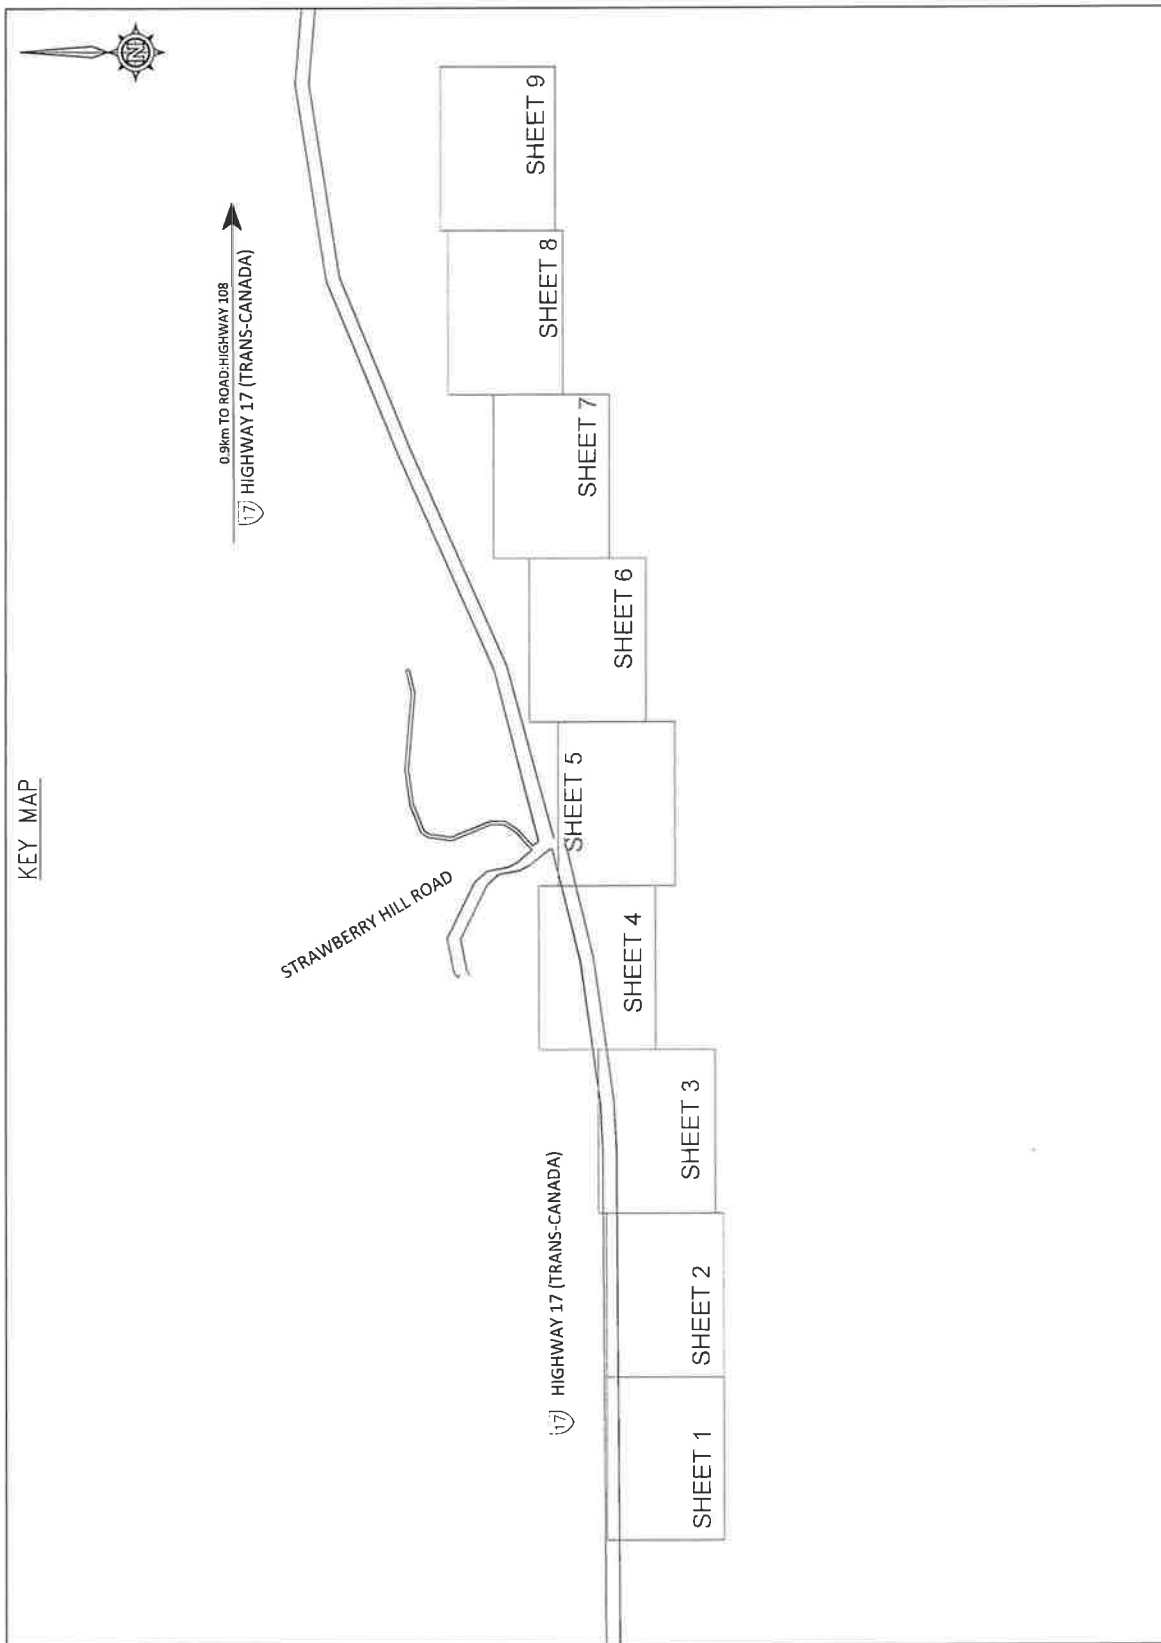 KEY MAP
N
0.9km TO ROAD:HIGHWAY 108
17 HIGHWAY 17 (TRANS-CANADA)
STRAWBERRY HILL ROAD
17 HIGHWAY 17 (TRANS-CANADA)
SHEET 1
SHEET 2
SHEET 3
SHEET 4
SHEET 5
SHEET 6
SHEET 7
SHEET 8
SHEET 9